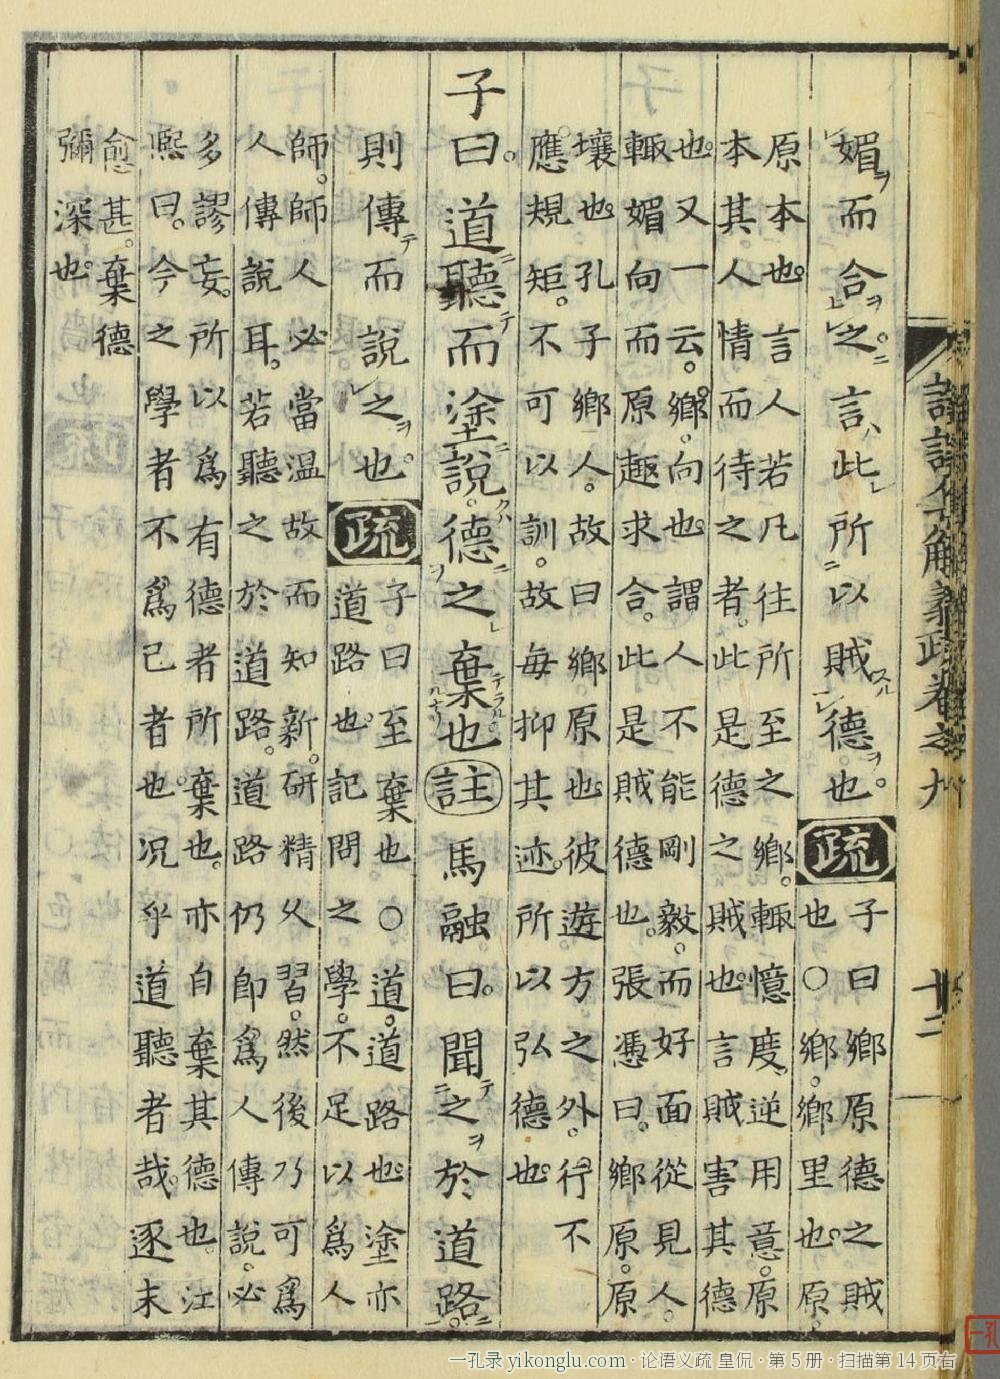 媚而合之言此所以賊德也疏
子曰鄉原德之賊
也○鄉鄉里也原
原本也言人若凡往所至之鄉輙憶度逆用意原
本其人情而待之者此是德之賊也言賊害其德
也又一云鄉向也謂人不能剛毅而好面從見人
輙媚向而原趣求合此是賊德也張憑曰鄉原原
壤也孔子鄉人故曰鄉原也彼遊方之外行不
應規矩不可以訓故每抑其迹所以弘德也
子曰道聽而塗說德之棄也註馬融曰聞之於道路
則傳而說之也疏
子曰至棄也○道道路也塗亦
道路也記問之學不足以爲人
師師人必當温故而知新研精久習然後乃可爲
人傳說耳若聽之於道路道路仍即爲人傳說必
多謬妄所以爲有德者所棄也亦自棄其德也江
熙曰今之學者不爲己者也况乎道聽者哉逐末
愈甚棄德
彌深也
論語集解義疏卷之九
十二
一孔
一孔录 yikonglu.com · 论语义疏 皇侃 · 第 5 册 · 扫描第 14 页右